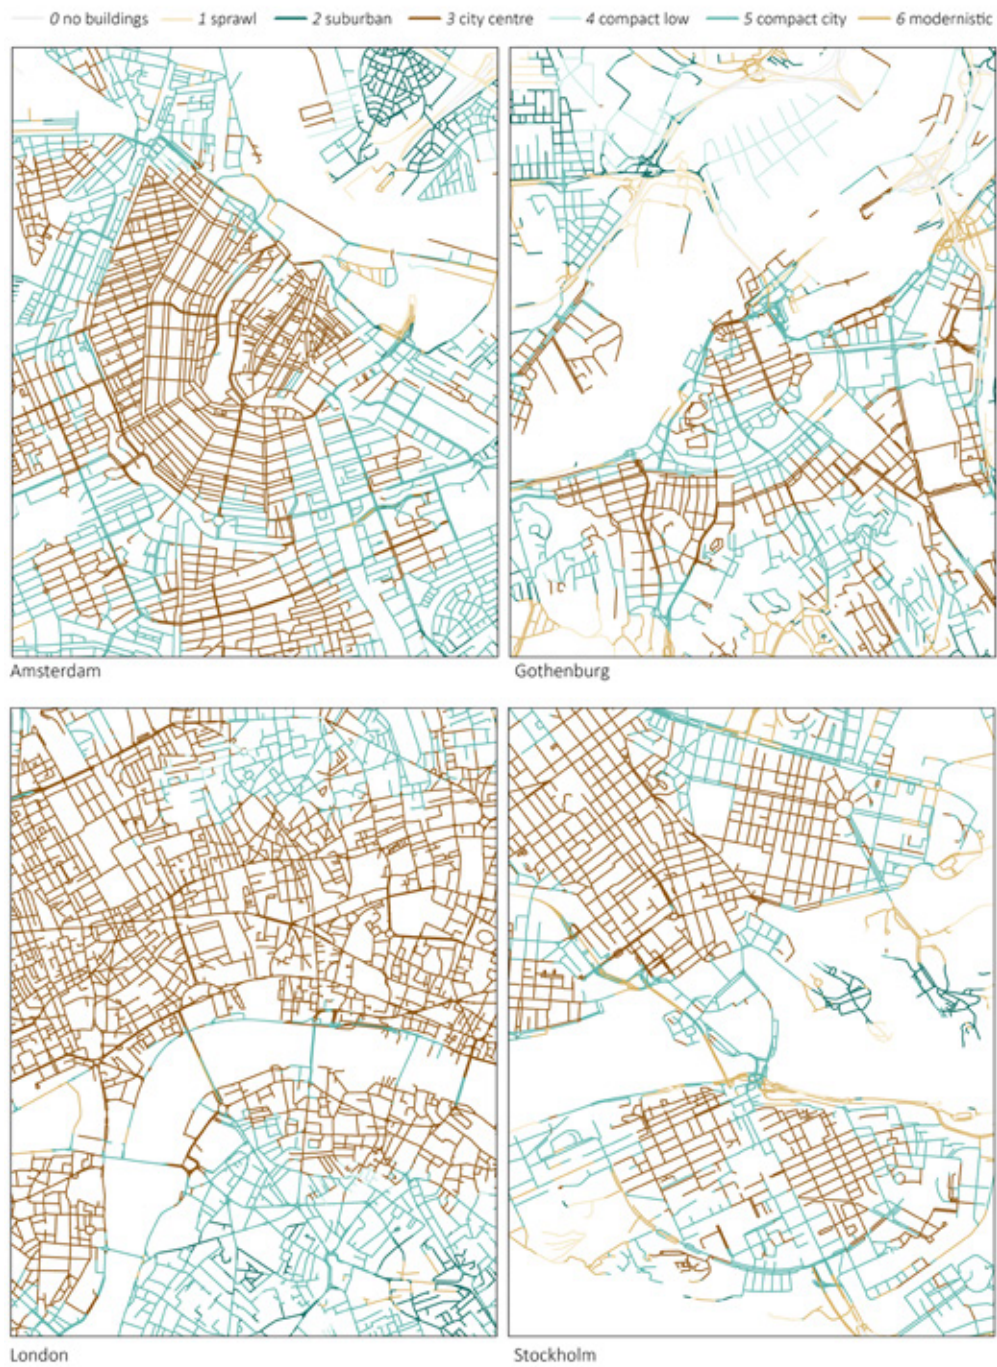 0 no buildings 1 sprawl 2 suburban 3 city centre 4 compact low 5 compact city 6 modernistic
Amsterdam
Gothenburg
London
Stockholm